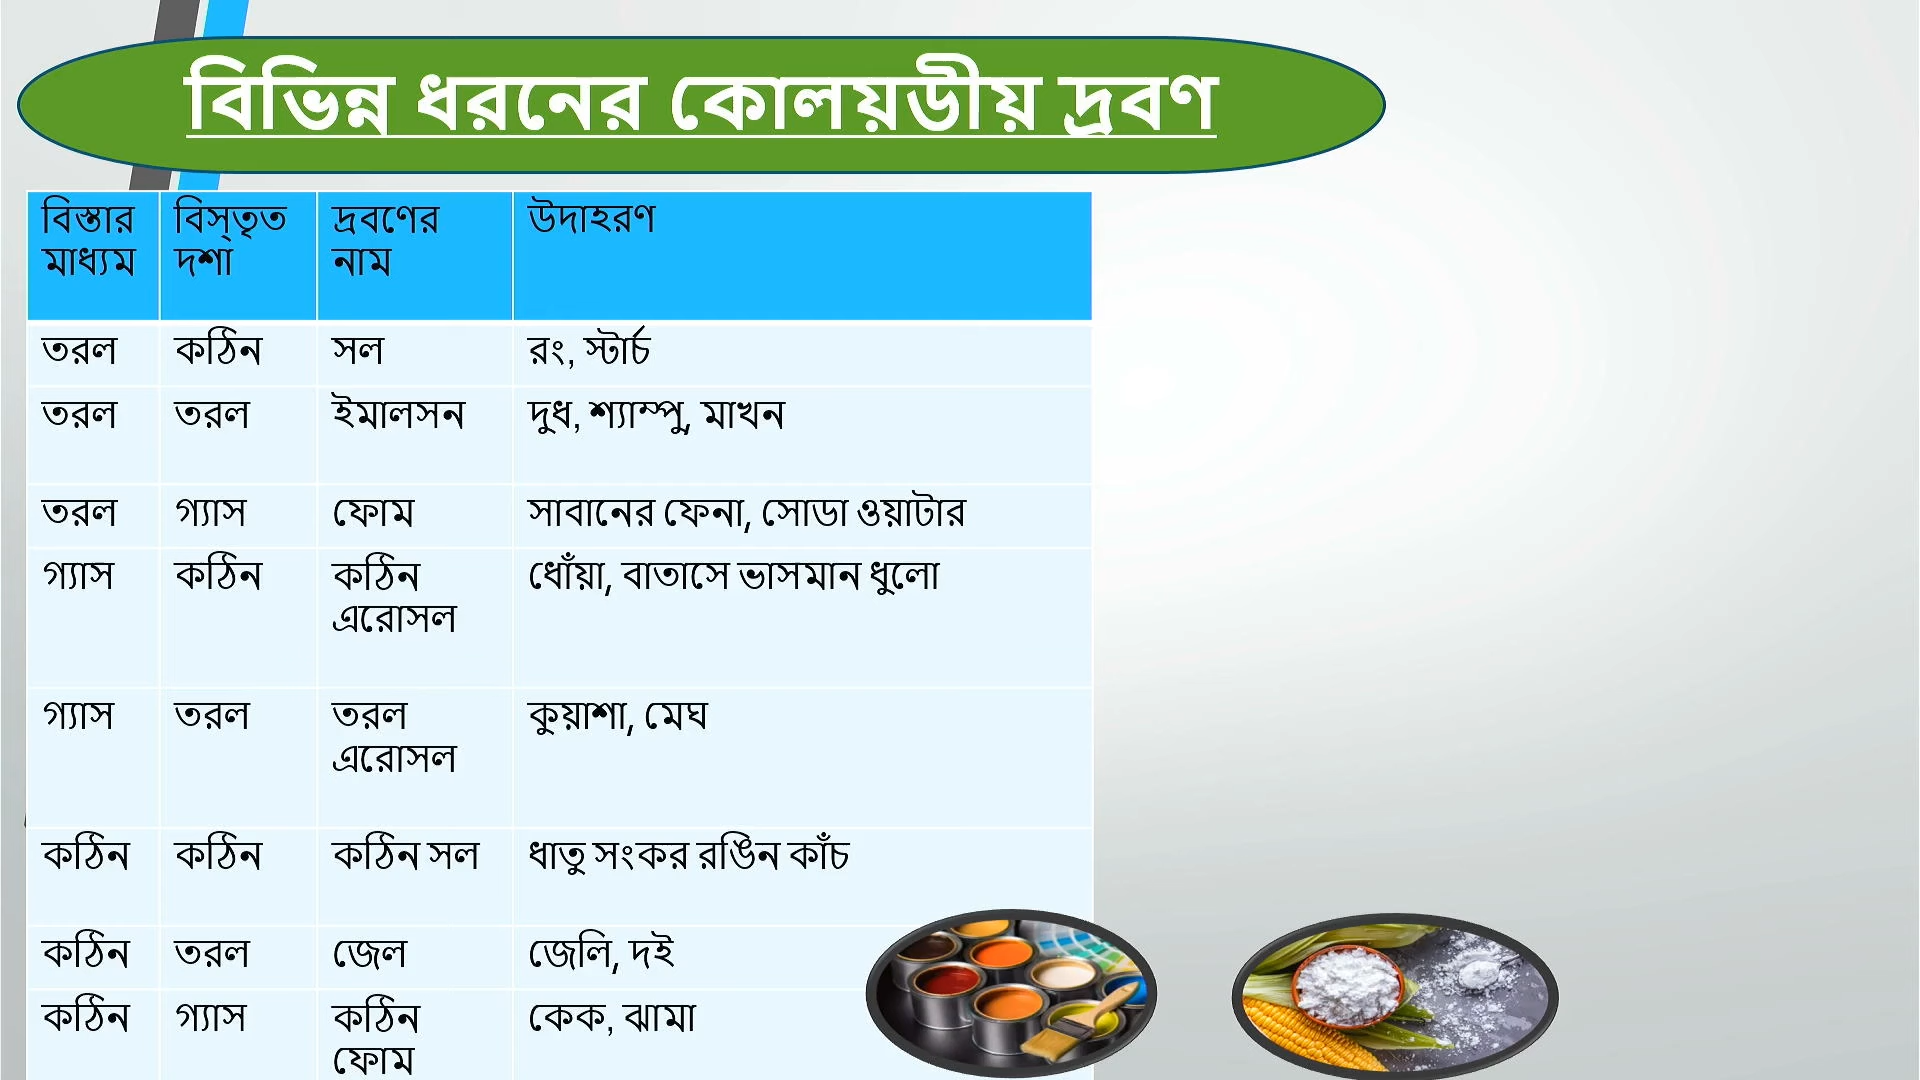 বিভিন্ন ধরনের কোলয়ডীয় দ্রবণ
বিস্তার মাধ্যম বিস্তৃত দশা দ্রবণের নাম উদাহরণ
তরল কঠিন সল রং, স্টার্চ
তরল তরল ইমালসন দুধ, শ্যাম্পু, মাখন
তরল গ্যাস ফোম সাবানের ফেনা, সোডা ওয়াটার
গ্যাস কঠিন কঠিন এরোসল ধোঁয়া, বাতাসে ভাসমান ধুলো
গ্যাস তরল তরল এরোসল কুয়াশা, মেঘ
কঠিন কঠিন কঠিন সল ধাতু সংকর রঙিন কাঁচ
কঠিন তরল জেল জেলি, দই
কঠিন গ্যাস কঠিন ফোম কেক, ঝামা